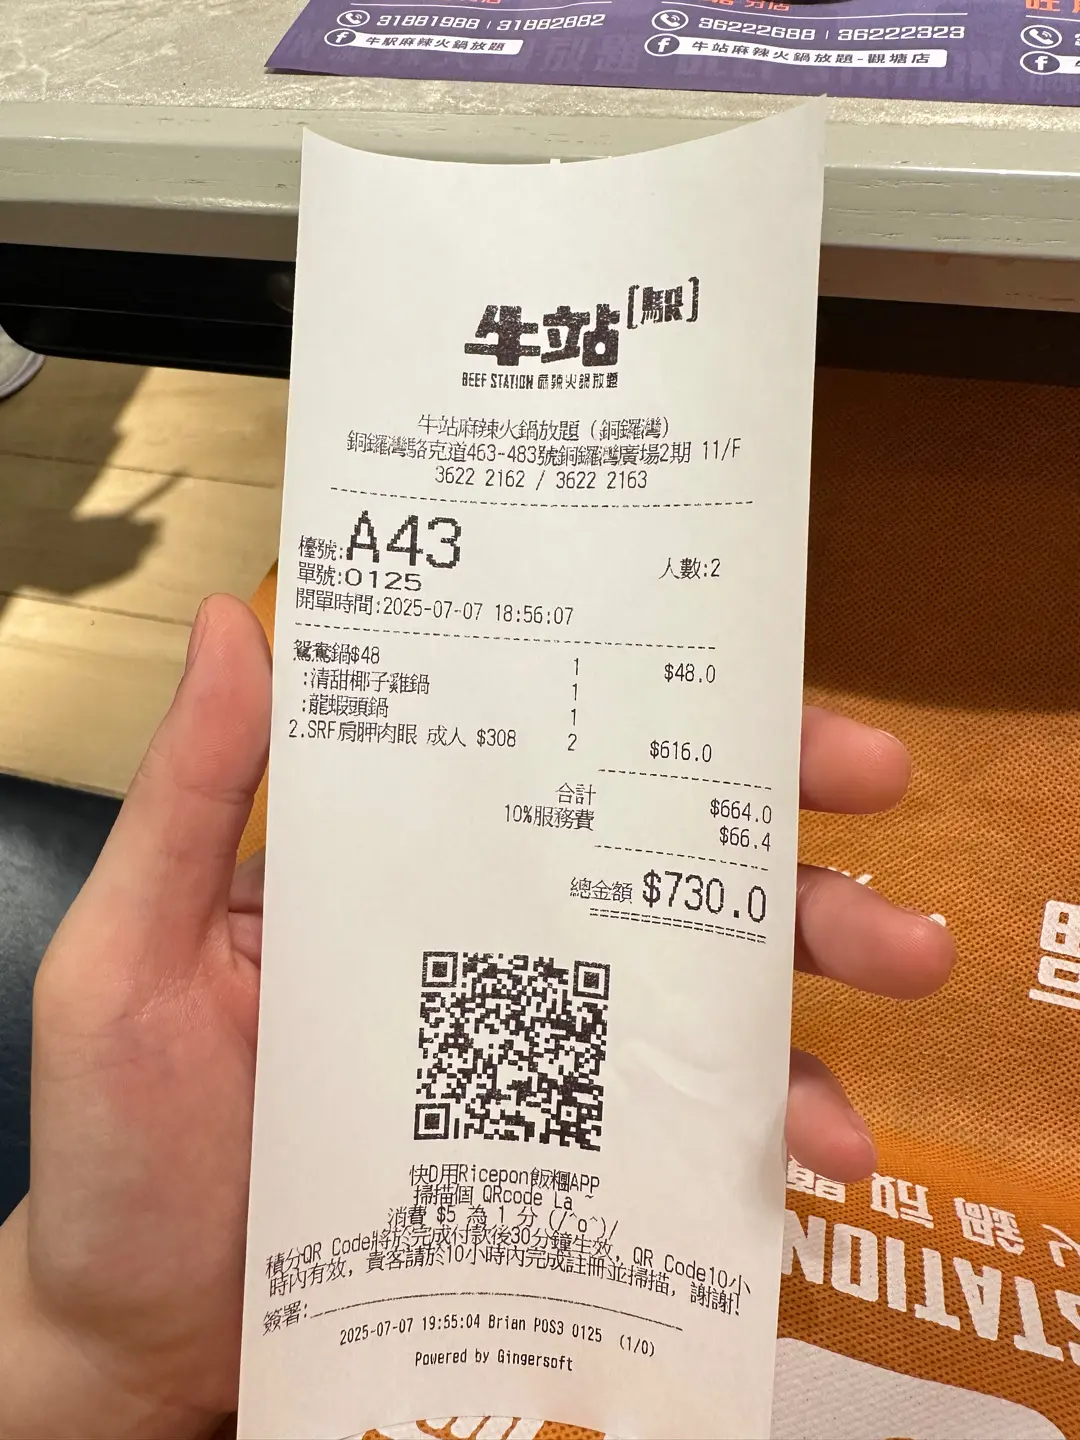 31881988 | 31882882
牛駅麻辣火鍋放題
36222688 | 36222323
牛站麻辣火鍋放題-觀塘店
牛站[駅]
BEEF STATION 麻辣火鍋放題
牛站麻辣火鍋放題（銅鑼灣）
銅鑼灣駱克道463-483號銅鑼灣廣場2期 11/F
3622 2162 / 3622 2163
檯號:A43
人數:2
單號:0125
開單時間:2025-07-07 18:56:07
鴛鴦鍋$48 1 $48.0
:清甜椰子雞鍋 1
:龍蝦頭鍋 1
2.SRF肩胛肉眼 成人 $308 2 $616.0
合計 $664.0
10%服務費 $66.4
總金額 $730.0
快D用Ricepon飯糰APP
掃描個 QRcode La ~
消費 $5 為 1 分 (/^o^)/
積分QR Code將於完成付款後30分鐘生效, QR Code10小
時內有效, 貴客請於10小時內完成註冊並掃描, 謝謝!
簽署:
2025-07-07 19:55:04 Brian POS3 0125 (1/0)
Powered by Gingersoft
火鍋放題
STATION